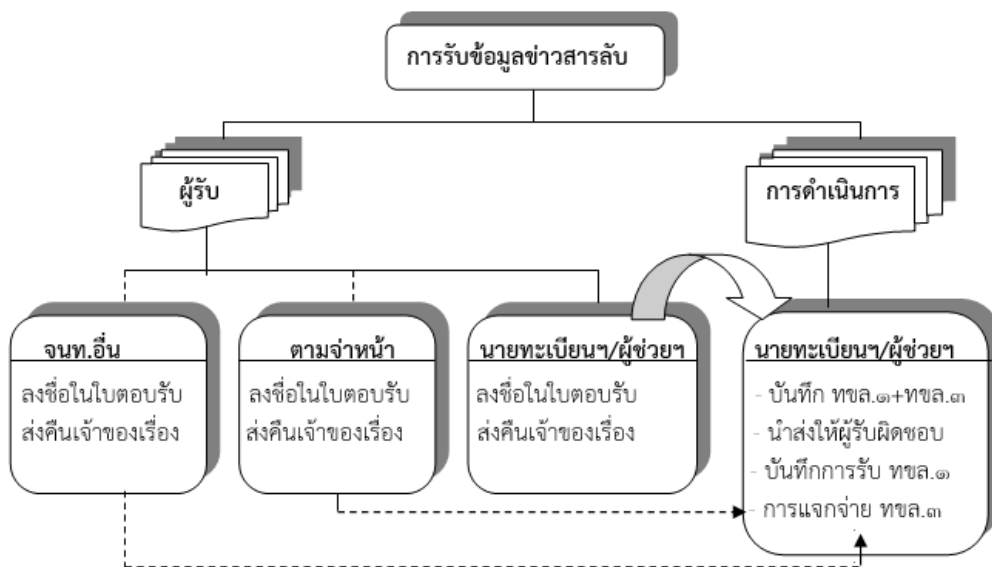 การรับข้อมูลข่าวสารลับ
ผู้รับ
การดำเนินการ
จนท.อื่น
ลงชื่อในใบตอบรับ
ส่งคืนเจ้าของเรื่อง
ตามจ่าหน้า
ลงชื่อในใบตอบรับ
ส่งคืนเจ้าของเรื่อง
นายทะเบียนฯ/ผู้ช่วยฯ
ลงชื่อในใบตอบรับ
ส่งคืนเจ้าของเรื่อง
นายทะเบียนฯ/ผู้ช่วยฯ
- บันทึก ทขล.๑+ทขล.๓
- นำส่งให้ผู้รับผิดชอบ
- บันทึกการรับ ทขล.๑
- การแจกจ่าย ทขล.๓